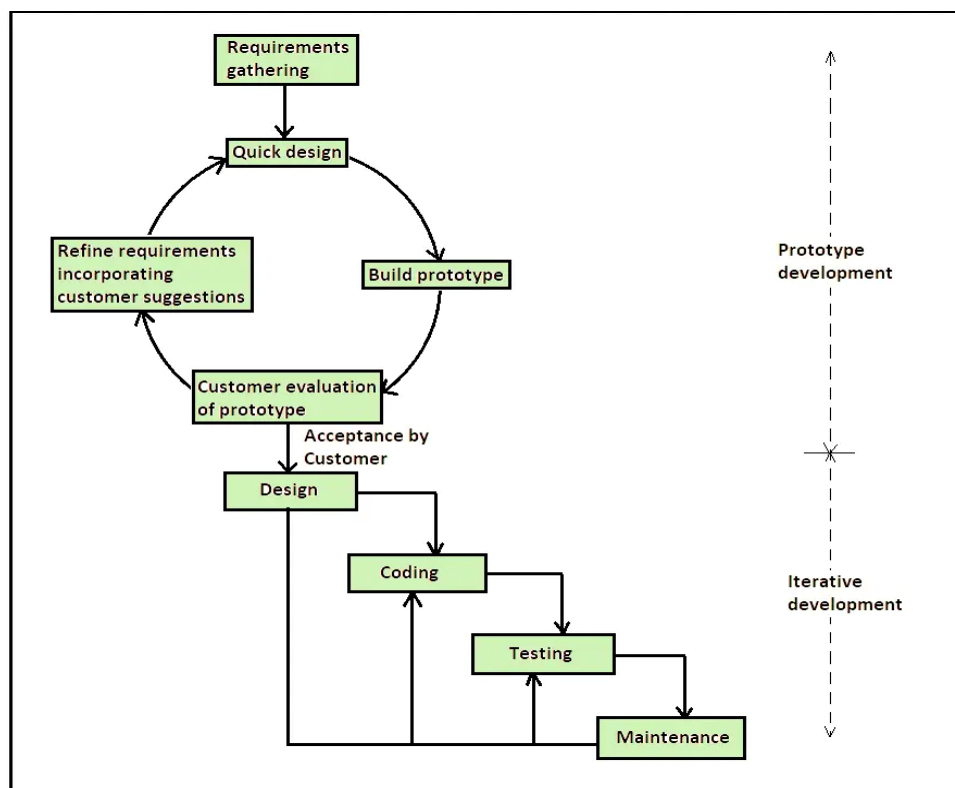 Requirements
gathering
Quick design
Refine requirements
incorporating
customer suggestions
Build prototype
Customer evaluation
of prototype
Acceptance by
Customer
Design
Coding
Testing
Maintenance
Prototype
development
Iterative
development